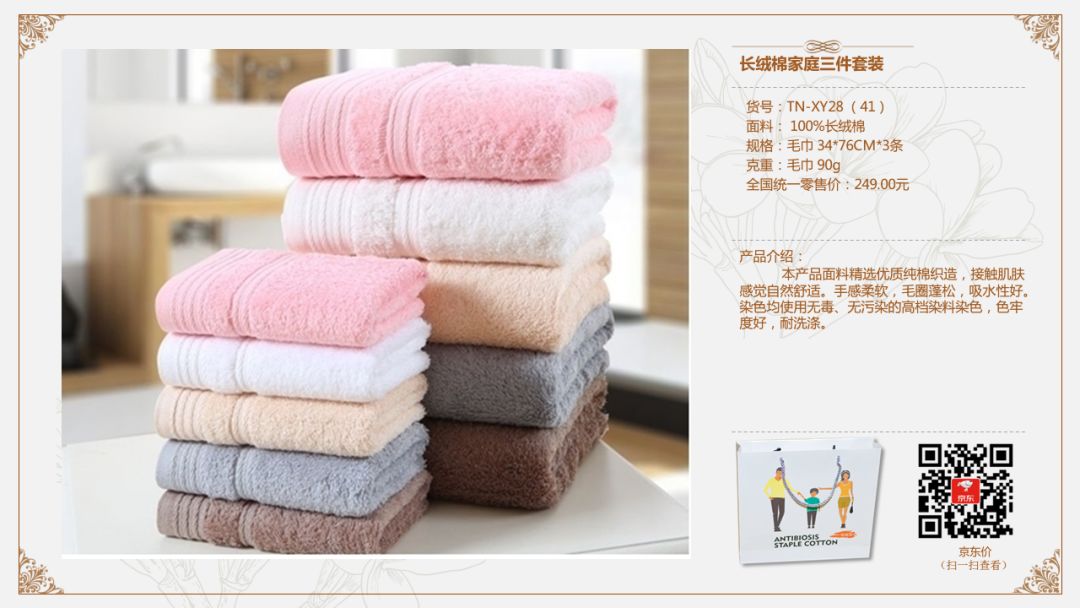 长绒棉家庭三件套装
货号：TN-XY28（41）
面料： 100%长绒棉
规格：毛巾 34*76CM*3条
克重：毛巾 90g
全国统一零售价：249.00元
产品介绍：
本产品面料精选优质纯棉织造，接触肌肤
感觉自然舒适。手感柔软，毛圈蓬松，吸水性好。
染色均使用无毒、无污染的高档染料染色，色牢
度好，耐洗涤。
ANTIBIOSIS
STAPLE COTTON
京东
京东价
（扫一扫查看）